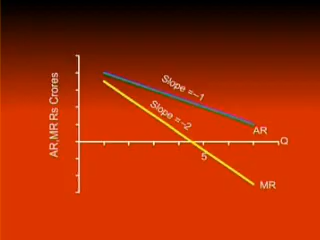 AR,MR Rs Crores
Slope =–1
Slope = –2
AR
Q
5
MR